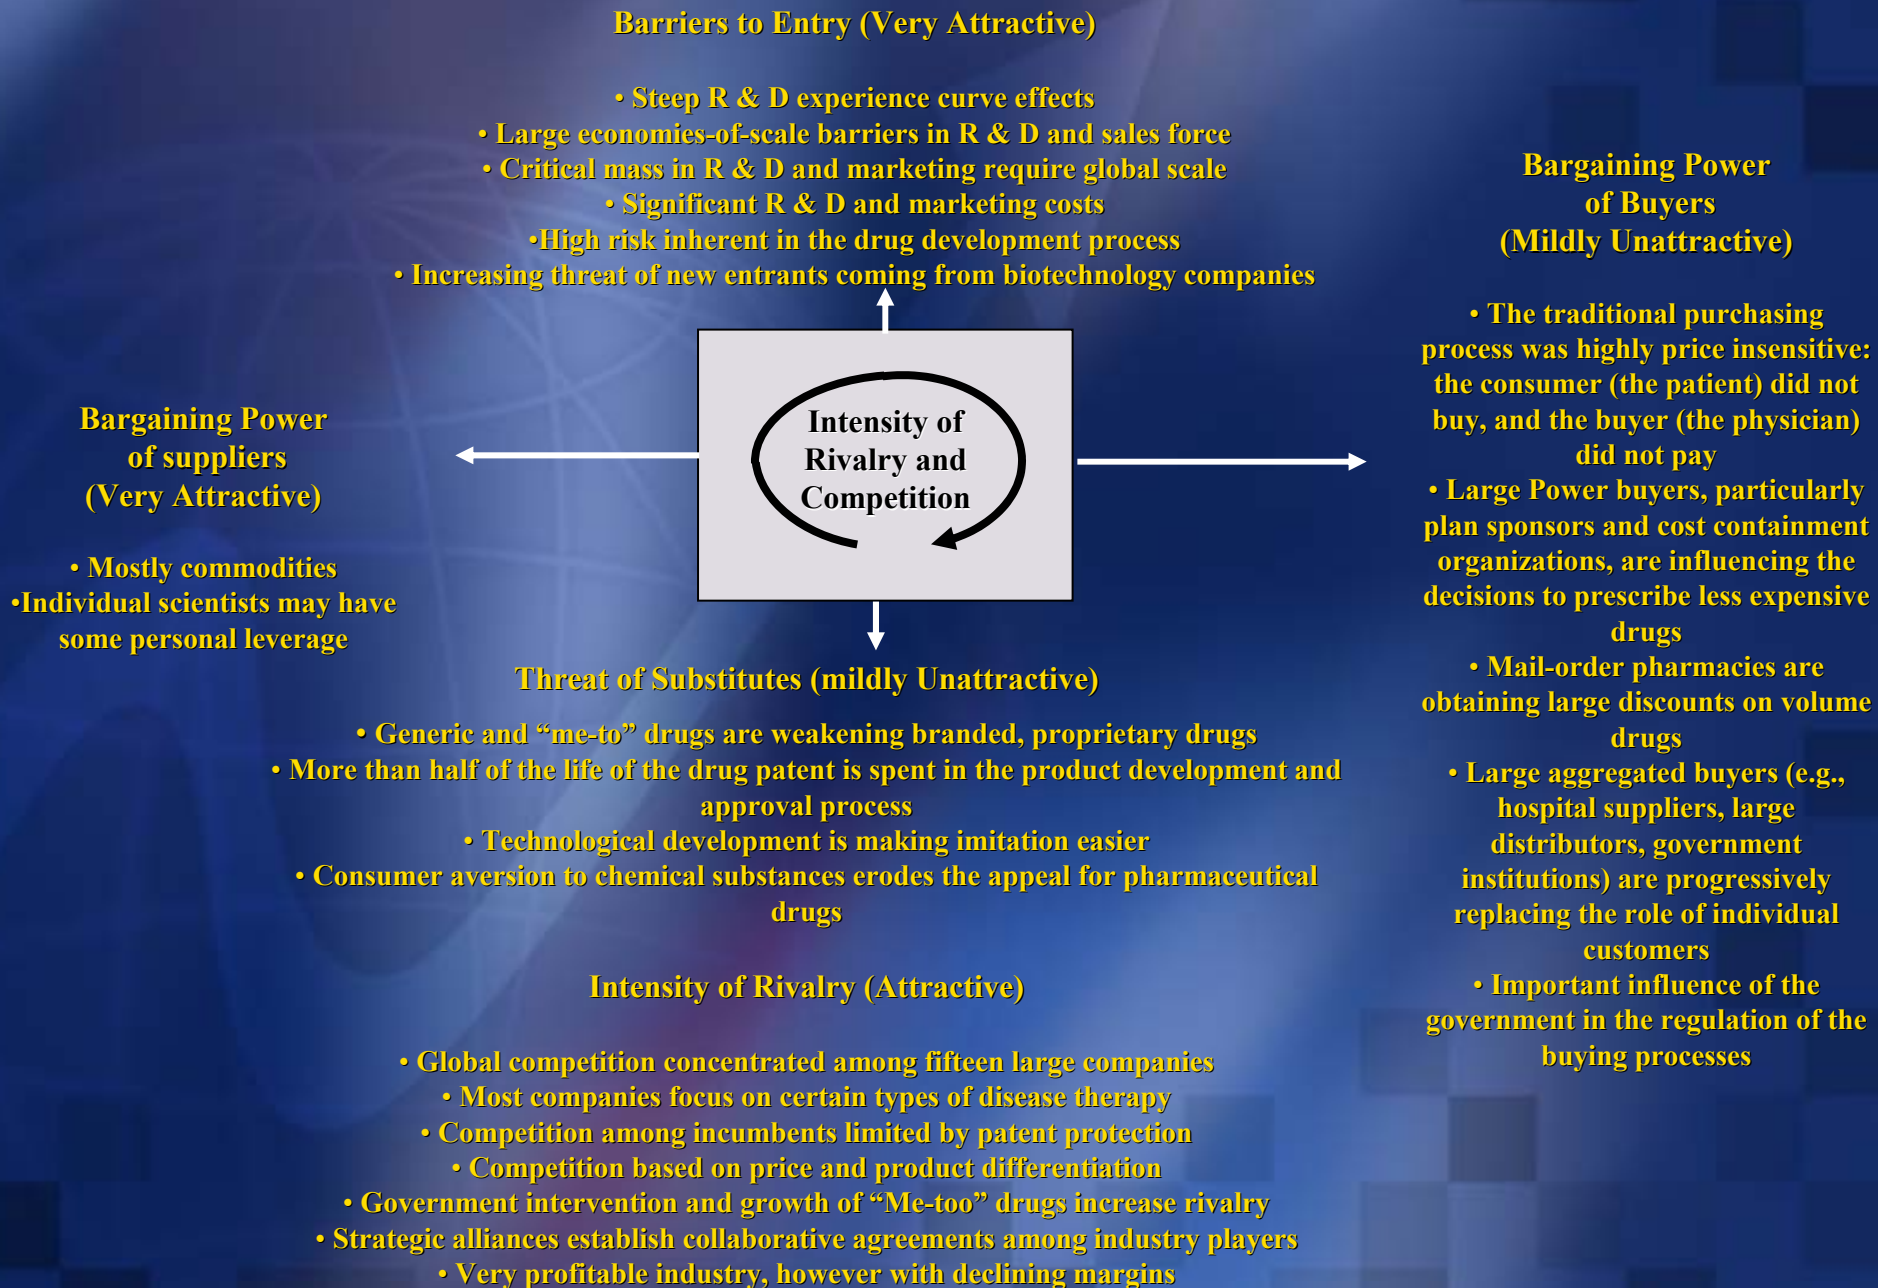 Barriers to Entry (Very Attractive)
• Steep R & D experience curve effects
• Large economies-of-scale barriers in R & D and sales force
• Critical mass in R & D and marketing require global scale
• Significant R & D and marketing costs
•High risk inherent in the drug development process
• Increasing threat of new entrants coming from biotechnology companies
Bargaining Power
of suppliers
(Very Attractive)
• Mostly commodities
•Individual scientists may have
some personal leverage
Intensity of
Rivalry and
Competition
Bargaining Power
of Buyers
(Mildly Unattractive)
• The traditional purchasing
process was highly price insensitive:
the consumer (the patient) did not
buy, and the buyer (the physician)
did not pay
• Large Power buyers, particularly
plan sponsors and cost containment
organizations, are influencing the
decisions to prescribe less expensive
drugs
• Mail-order pharmacies are
obtaining large discounts on volume
drugs
• Large aggregated buyers (e.g.,
hospital suppliers, large
distributors, government
institutions) are progressively
replacing the role of individual
customers
• Important influence of the
government in the regulation of the
buying processes
Threat of Substitutes (mildly Unattractive)
• Generic and “me-to” drugs are weakening branded, proprietary drugs
• More than half of the life of the drug patent is spent in the product development and
approval process
• Technological development is making imitation easier
• Consumer aversion to chemical substances erodes the appeal for pharmaceutical
drugs
Intensity of Rivalry (Attractive)
• Global competition concentrated among fifteen large companies
• Most companies focus on certain types of disease therapy
• Competition among incumbents limited by patent protection
• Competition based on price and product differentiation
• Government intervention and growth of “Me-too” drugs increase rivalry
• Strategic alliances establish collaborative agreements among industry players
• Very profitable industry, however with declining margins